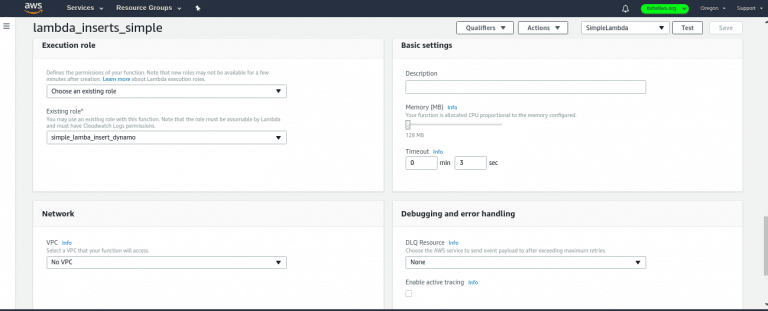 aws
Services
Resource Groups
Oregon
Support
lambda_inserts_simple
Qualifiers
Actions
SimpleLambda
Test
Save
Execution role
Defines the permissions of your function. Note that new roles may not be available for a few
minutes after creation. Learn more about Lambda execution roles.
Choose an existing role
Existing role*
You may use an existing role with this function. Note that the role must be assumable by Lambda
and must have Cloudwatch Logs permissions.
simple_lamba_insert_dynamo
Basic settings
Description
Memory (MB) Info
Your function is allocated CPU proportional to the memory configured.
128 MB
Timeout Info
0 min 3 sec
Network
VPC Info
Select a VPC that your function will access.
No VPC
Debugging and error handling
DLQ Resource Info
Choose the AWS service to send event payload to after exceeding maximum retries.
None
Enable active tracing Info